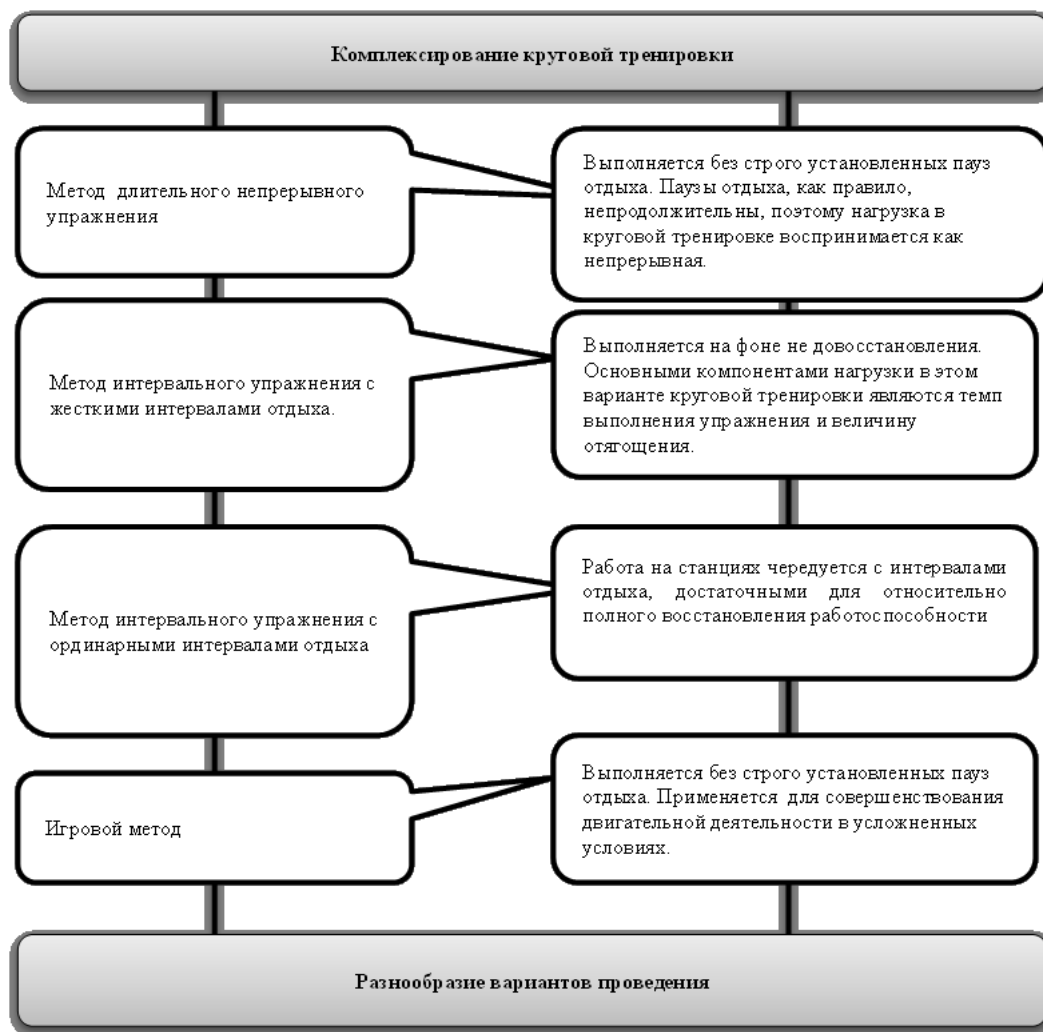 Комплексирование круговой тренировки
Метод длительного непрерывного
упражнения
Выполняется без строго установленных пауз
отдыха. Паузы отдыха, как правило,
непродолжительны, поэтому нагрузка в
круговой тренировке воспринимается как
непрерывная.
Метод интервального упражнения с
жесткими интервалами отдыха.
Выполняется на фоне не довосстановления.
Основными компонентами нагрузки в этом
варианте круговой тренировки являются темп
выполнения упражнения и величину
отягощения.
Метод интервального упражнения с
ординарными интервалами отдыха
Работа на станциях чередуется с интервалами
отдыха, достаточными для относительно
полного восстановления работоспособности
Игровой метод
Выполняется без строго установленных пауз
отдыха. Применяется для совершенствования
двигательной деятельности в усложненных
условиях.
Разнообразие вариантов проведения